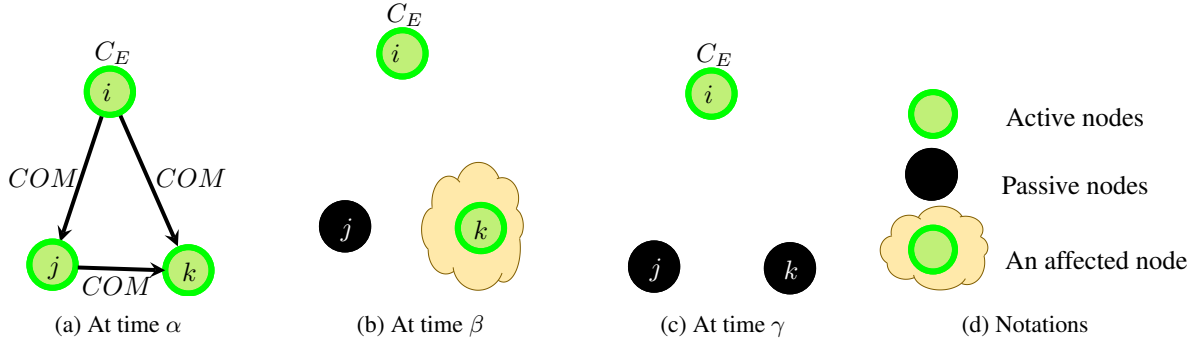 C_E
i
COM
COM
j
COM
k
(a) At time α
C_E
i
j
k
(b) At time β
C_E
i
j
k
(c) At time γ
Active nodes
Passive nodes
An affected node
(d) Notations